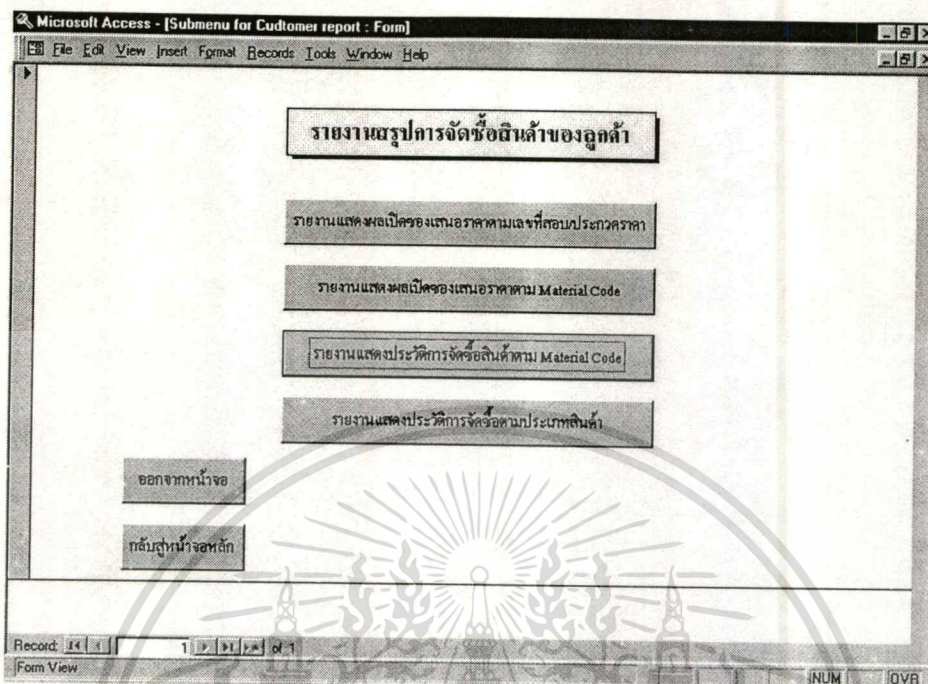 Microsoft Access - [Submenu for Cudtomer report : Form]
File Edit View Insert Format Records Tools Window Help
รายงานสรุปการจัดซื้อสินค้าของลูกค้า
รายงานแสดงผลเปิดซองเสนอราคาตามเลขที่สอบ/ประกวดราคา
รายงานแสดงผลเปิดซองเสนอราคาตาม Material Code
รายงานแสดงประวัติการจัดซื้อสินค้าตาม Material Code
รายงานแสดงประวัติการจัดซื้อตามประเภทสินค้า
ออกจากหน้าจอ
กลับสู่หน้าจอหลัก
Record: 1 of 1
Form View NUM OVR